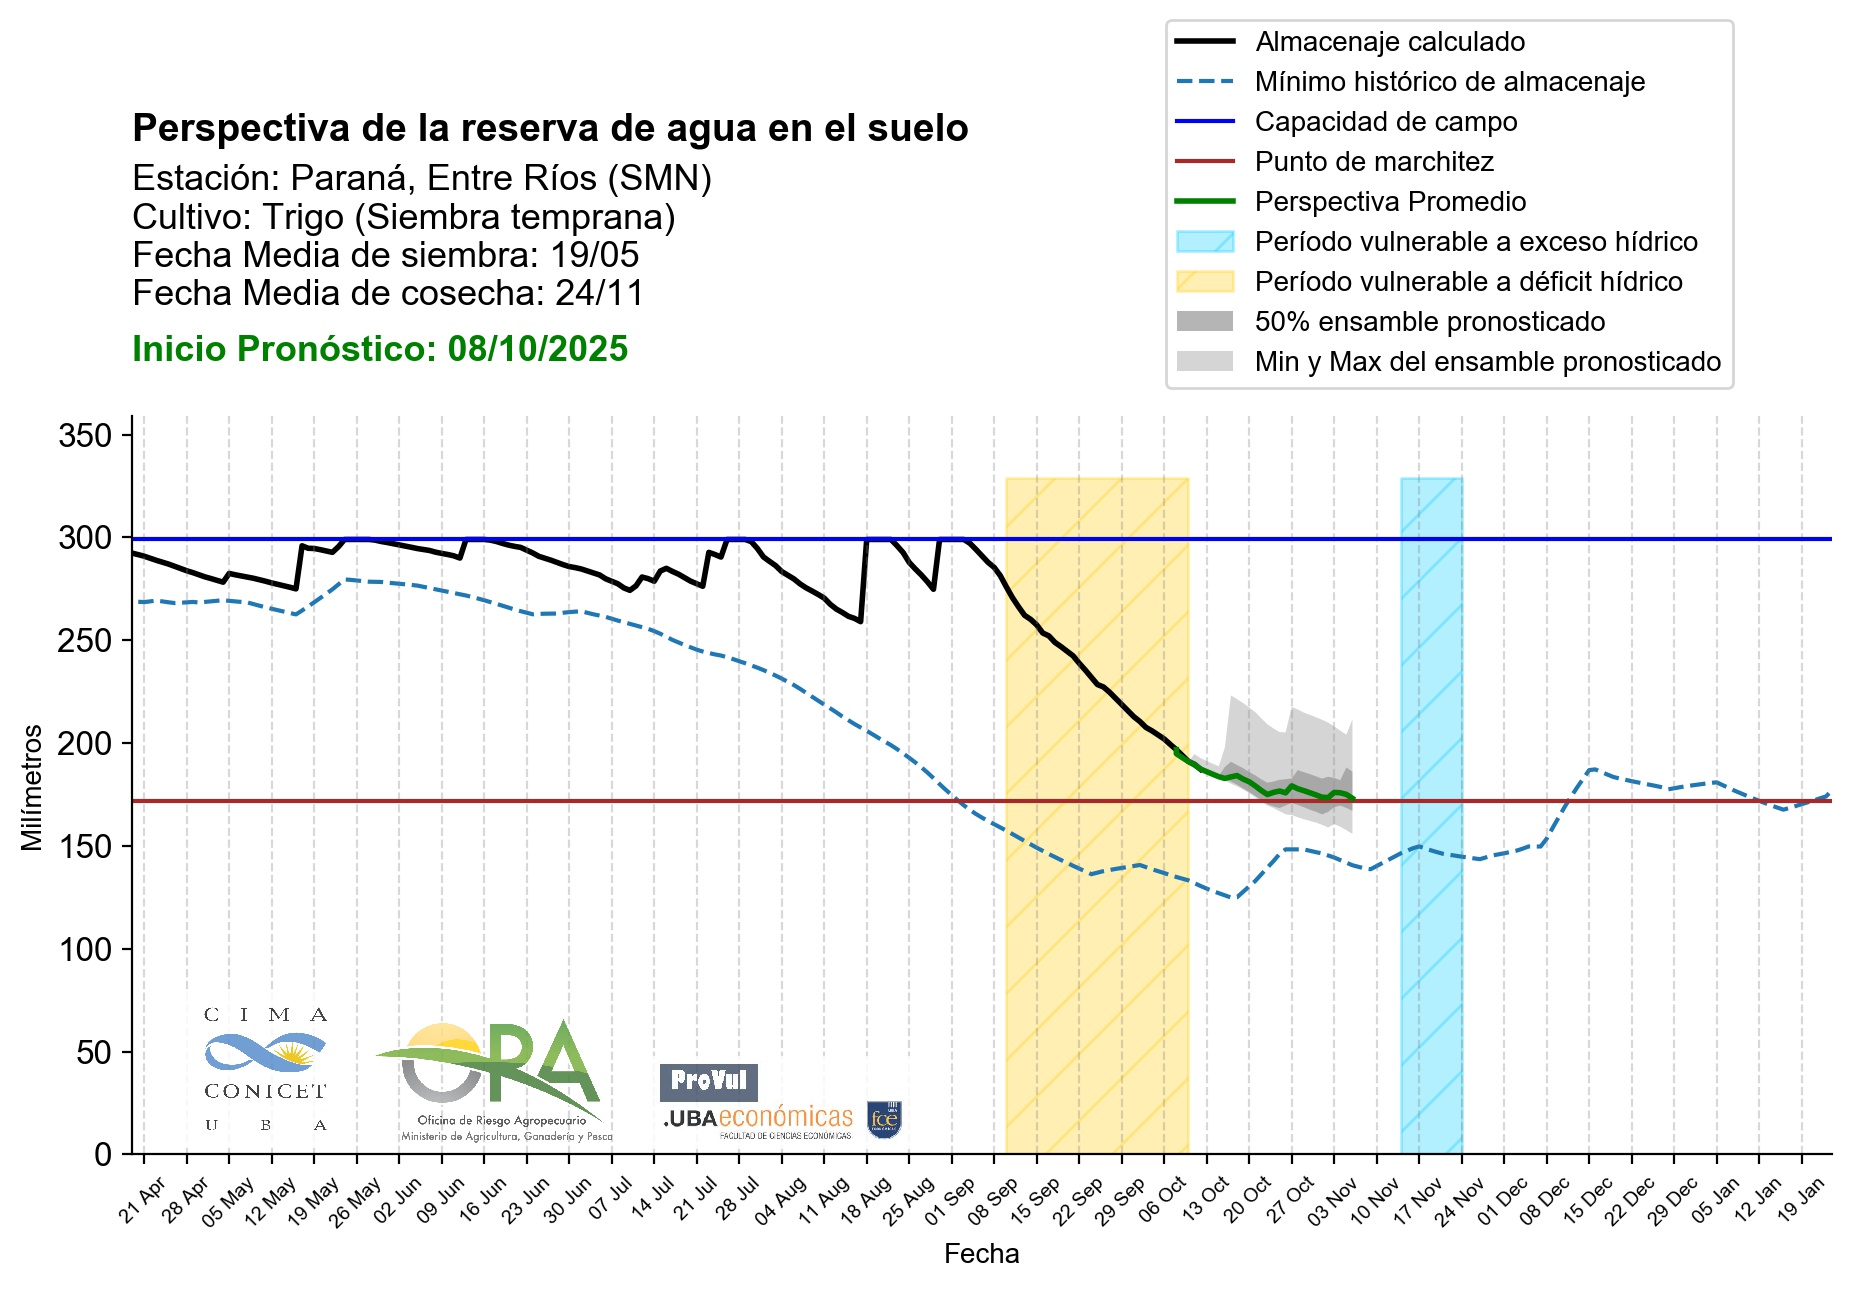 Almacenaje calculado
Mínimo histórico de almacenaje
Capacidad de campo
Punto de marchitez
Perspectiva Promedio
Período vulnerable a exceso hídrico
Período vulnerable a déficit hídrico
50% ensamble pronosticado
Min y Max del ensamble pronosticado
Perspectiva de la reserva de agua en el suelo
Estación: Paraná, Entre Ríos (SMN)
Cultivo: Trigo (Siembra temprana)
Fecha Media de siembra: 19/05
Fecha Media de cosecha: 24/11
Inicio Pronóstico: 08/10/2025
Milímetros
350
300
250
200
150
100
50
0
CIMA
CONICET
UBA
ORA
Oficina de Riesgo Agropecuario
Ministerio de Agricultura, Ganadería y Pesca
ProVul
.UBAeconómicas
FACULTAD DE CIENCIAS ECONÓMICAS
fce
21 Apr
28 Apr
05 May
12 May
19 May
26 May
02 Jun
09 Jun
16 Jun
23 Jun
30 Jun
07 Jul
14 Jul
21 Jul
28 Jul
04 Aug
11 Aug
18 Aug
25 Aug
01 Sep
08 Sep
15 Sep
22 Sep
29 Sep
06 Oct
13 Oct
20 Oct
27 Oct
03 Nov
10 Nov
17 Nov
24 Nov
01 Dec
08 Dec
15 Dec
22 Dec
29 Dec
05 Jan
12 Jan
19 Jan
Fecha